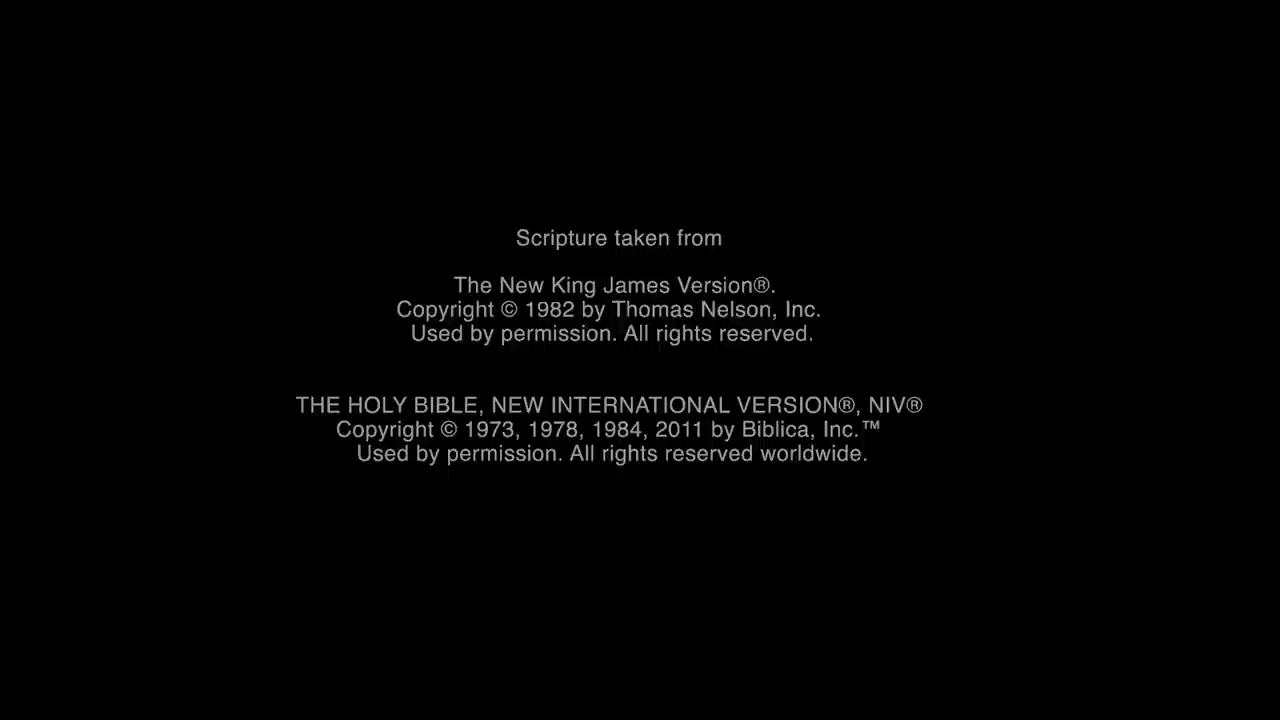 Scripture taken from
The New King James Version®.
Copyright © 1982 by Thomas Nelson, Inc.
Used by permission. All rights reserved.
THE HOLY BIBLE, NEW INTERNATIONAL VERSION®, NIV®
Copyright © 1973, 1978, 1984, 2011 by Biblica, Inc.™
Used by permission. All rights reserved worldwide.